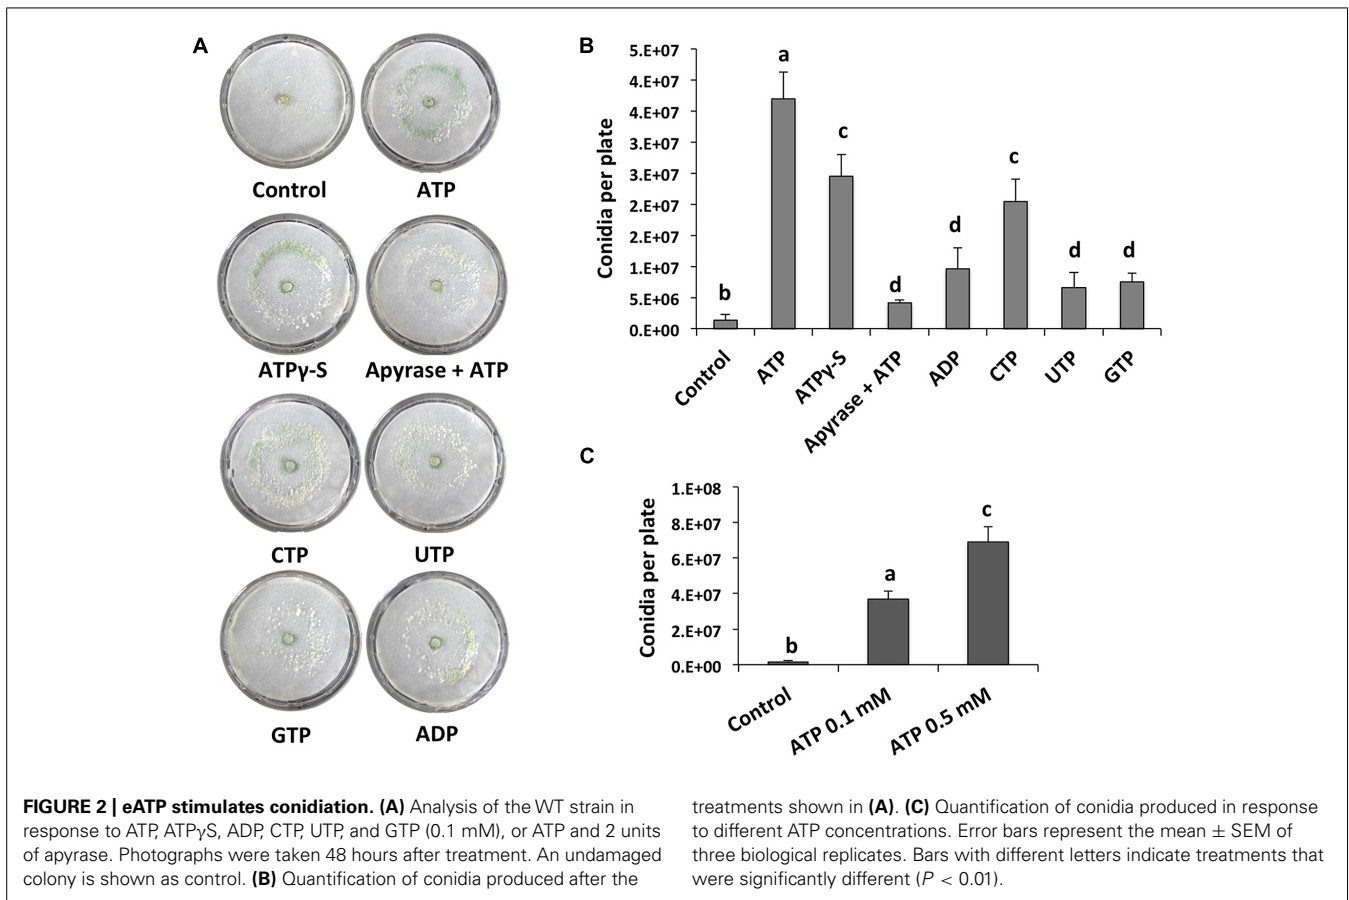 A
Control
ATP
ATPγ-S
Apyrase + ATP
CTP
UTP
GTP
ADP
B
Conidia per plate
5.E+07
4.E+07
4.E+07
3.E+07
3.E+07
2.E+07
2.E+07
1.E+07
5.E+06
0.E+00
b
a
c
d
d
c
d
d
Control
ATP
ATPγ-S
Apyrase + ATP
ADP
CTP
UTP
GTP
C
Conidia per plate
1.E+08
8.E+07
6.E+07
4.E+07
2.E+07
0.E+00
b
a
c
Control
ATP 0.1 mM
ATP 0.5 mM
FIGURE 2 | eATP stimulates conidiation. (A) Analysis of the WT strain in
response to ATP, ATPγS, ADP, CTP, UTP, and GTP (0.1 mM), or ATP and 2 units
of apyrase. Photographs were taken 48 hours after treatment. An undamaged
colony is shown as control. (B) Quantification of conidia produced after the
treatments shown in (A). (C) Quantification of conidia produced in response
to different ATP concentrations. Error bars represent the mean ± SEM of
three biological replicates. Bars with different letters indicate treatments that
were significantly different (P < 0.01).